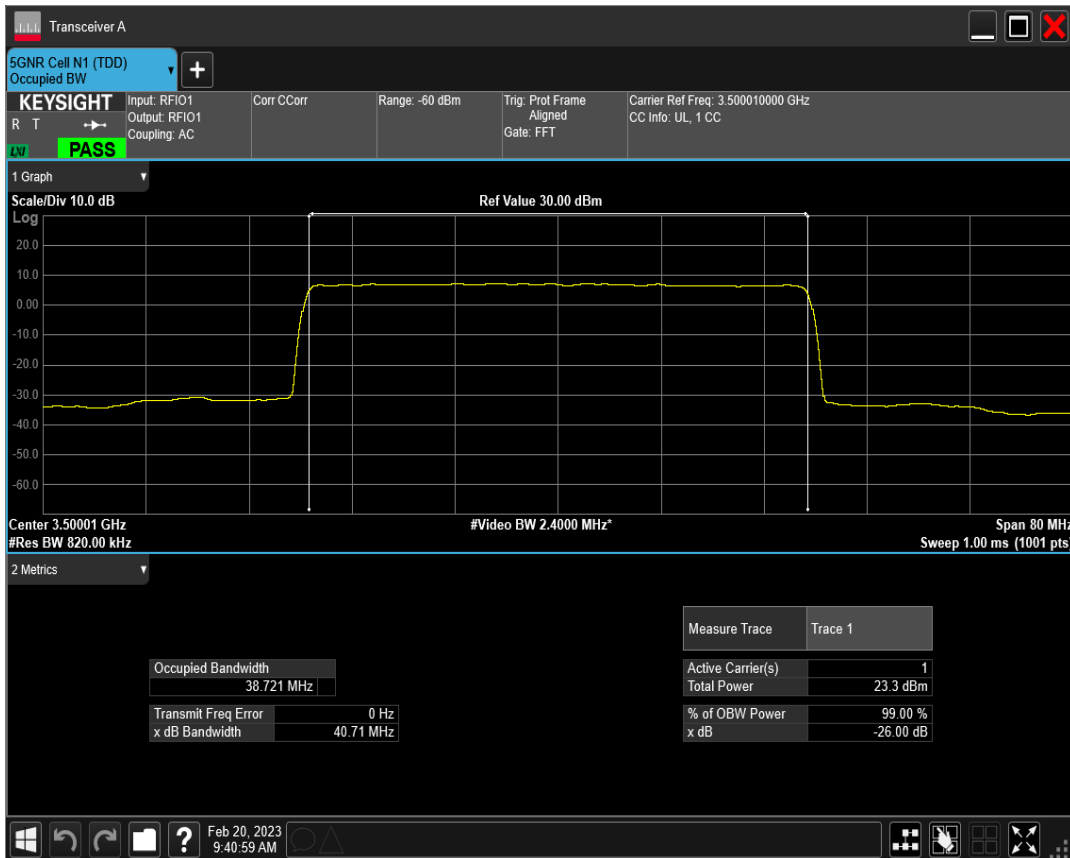 Transceiver A
5GNR Cell N1 (TDD)
Occupied BW
KEYSIGHT
R T
LXI
PASS
Input: RFIO1
Output: RFIO1
Coupling: AC
Corr CCorr
Range: -60 dBm
Trig: Prot Frame
Aligned
Gate: FFT
Carrier Ref Freq: 3.500010000 GHz
CC Info: UL, 1 CC
1 Graph
Scale/Div 10.0 dB
Ref Value 30.00 dBm
Log
20.0
10.0
0.00
-10.0
-20.0
-30.0
-40.0
-50.0
-60.0
Center 3.50001 GHz
#Video BW 2.4000 MHz*
Span 80 MHz
#Res BW 820.00 kHz
Sweep 1.00 ms (1001 pts)
2 Metrics
Measure Trace Trace 1
Occupied Bandwidth
38.721 MHz
Active Carrier(s) 1
Total Power 23.3 dBm
Transmit Freq Error 0 Hz
x dB Bandwidth 40.71 MHz
% of OBW Power 99.00 %
x dB -26.00 dB
?
Feb 20, 2023
9:40:59 AM